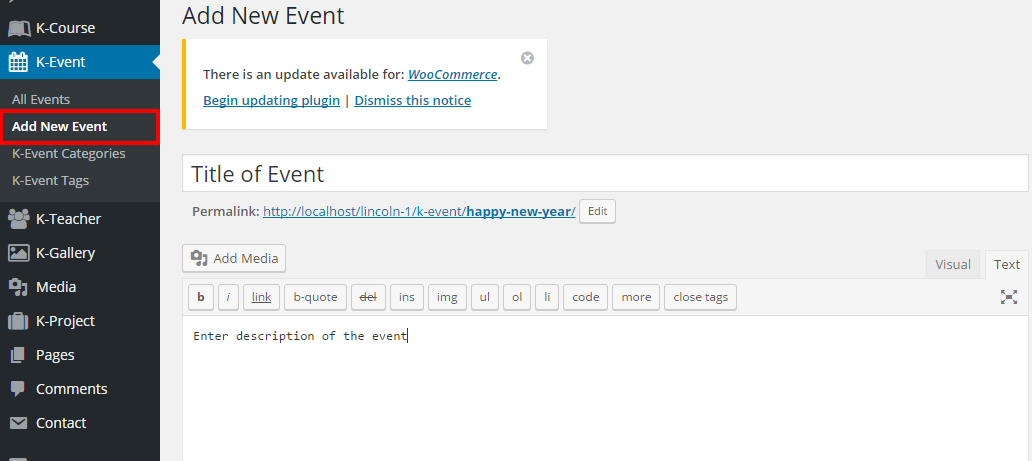 K-Course
K-Event
All Events
Add New Event
K-Event Categories
K-Event Tags
K-Teacher
K-Gallery
Media
K-Project
Pages
Comments
Contact
Add New Event
There is an update available for: WooCommerce.
Begin updating plugin | Dismiss this notice
Title of Event
Permalink: http://localhost/lincoln-1/k-event/happy-new-year/ Edit
Add Media
Visual Text
b i link b-quote del ins img ul ol li code more close tags
Enter description of the event